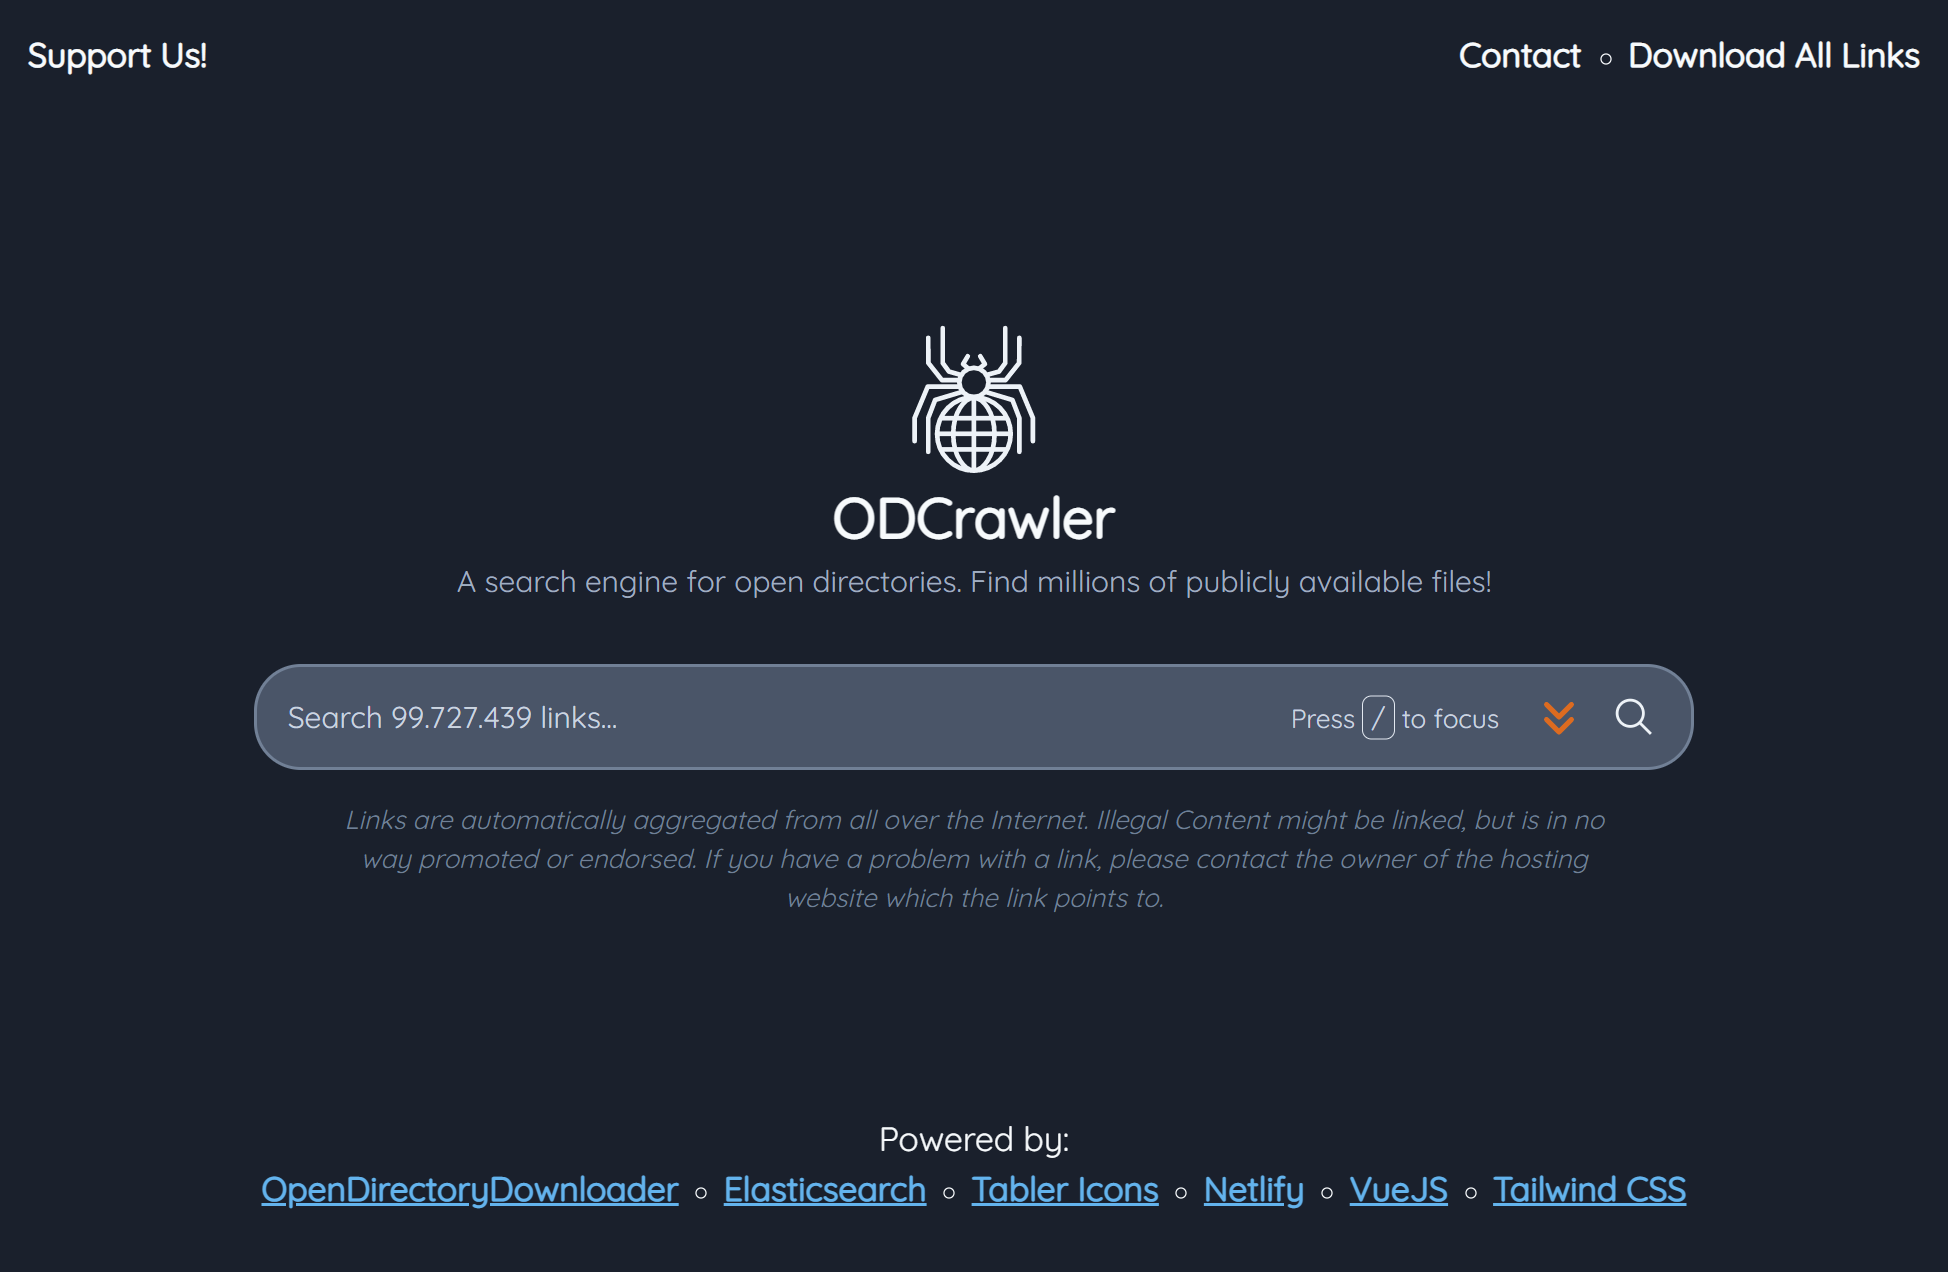 Support Us!
Contact ○ Download All Links
ODCrawler
A search engine for open directories. Find millions of publicly available files!
Search 99.727.439 links...
Press / to focus
Links are automatically aggregated from all over the Internet. Illegal Content might be linked, but is in no
way promoted or endorsed. If you have a problem with a link, please contact the owner of the hosting
website which the link points to.
Powered by:
OpenDirectoryDownloader ○ Elasticsearch ○ Tabler Icons ○ Netlify ○ VueJS ○ Tailwind CSS